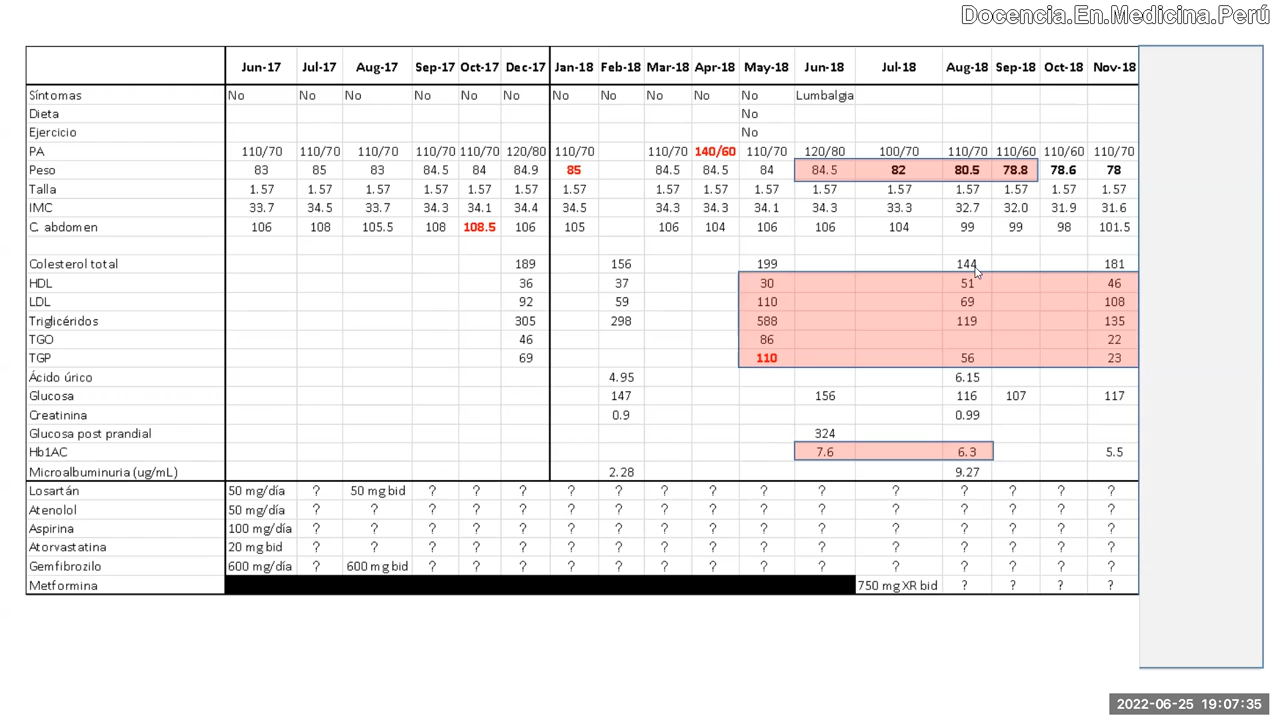 Docencia.En.Medicina.Perú
Jun-17 Jul-17 Aug-17 Sep-17 Oct-17 Dec-17 Jan-18 Feb-18 Mar-18 Apr-18 May-18 Jun-18 Jul-18 Aug-18 Sep-18 Oct-18 Nov-18
Síntomas No No No No No No No No No No No Lumbalgia
Dieta No
Ejercicio No
PA 110/70 110/70 110/70 110/70 110/70 120/80 110/70 110/70 140/60 110/70 120/80 100/70 110/70 110/60 110/60 110/70
Peso 83 85 83 84.5 84 84.9 85 84.5 84.5 84 84.5 82 80.5 78.8 78.6 78
Talla 1.57 1.57 1.57 1.57 1.57 1.57 1.57 1.57 1.57 1.57 1.57 1.57 1.57 1.57 1.57 1.57
IMC 33.7 34.5 33.7 34.3 34.1 34.4 34.5 34.3 34.3 34.1 34.3 33.3 32.7 32.0 31.9 31.6
C. abdomen 106 108 105.5 108 108.5 106 105 106 104 106 106 104 99 99 98 101.5
Colesterol total 189 156 199 144 181
HDL 36 37 30 51 46
LDL 92 59 110 69 108
Triglicéridos 305 298 588 119 135
TGO 46 86 22
TGP 69 110 56 23
Ácido úrico 4.95 6.15
Glucosa 147 156 116 107 117
Creatinina 0.9 0.99
Glucosa post prandial 324
Hb1AC 7.6 6.3 5.5
Microalbuminuria (ug/mL) 2.28 9.27
Losartán 50 mg/día ? 50 mg bid ? ? ? ? ? ? ? ? ? ? ? ? ? ?
Atenolol 50 mg/día ? ? ? ? ? ? ? ? ? ? ? ? ? ? ? ?
Aspirina 100 mg/día ? ? ? ? ? ? ? ? ? ? ? ? ? ? ? ?
Atorvastatina 20 mg bid ? ? ? ? ? ? ? ? ? ? ? ? ? ? ? ?
Gemfibrozilo 600 mg/día ? 600 mg bid ? ? ? ? ? ? ? ? ? ? ? ? ? ?
Metformina 750 mg XR bid ? ? ? ?
2022-06-25 19:07:35